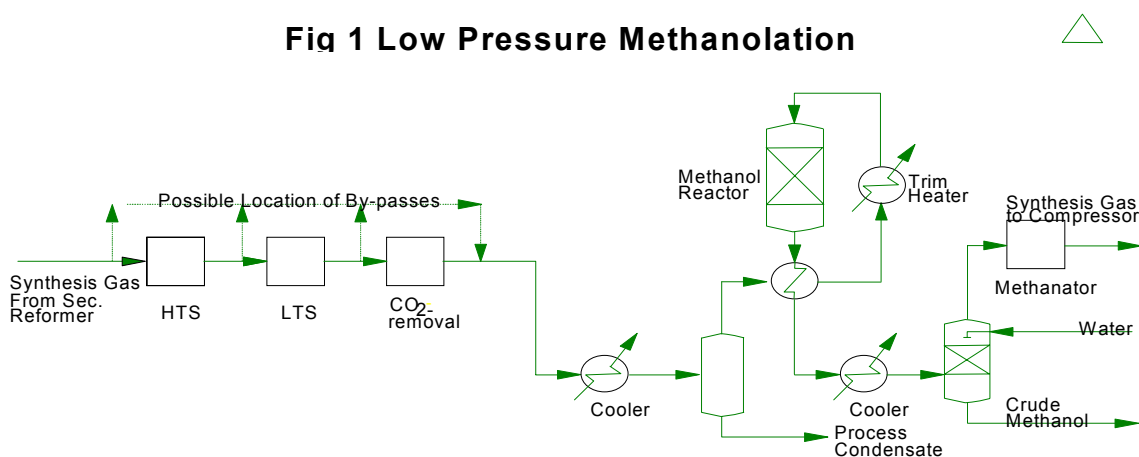 Fig 1 Low Pressure Methanolation
Possible Location of By-passes
Synthesis Gas
From Sec.
Reformer
HTS
LTS
CO2-
removal
Cooler
Methanol
Reactor
Trim
Heater
Process
Condensate
Cooler
Synthesis Gas
to Compressor
Methanator
Water
Crude
Methanol